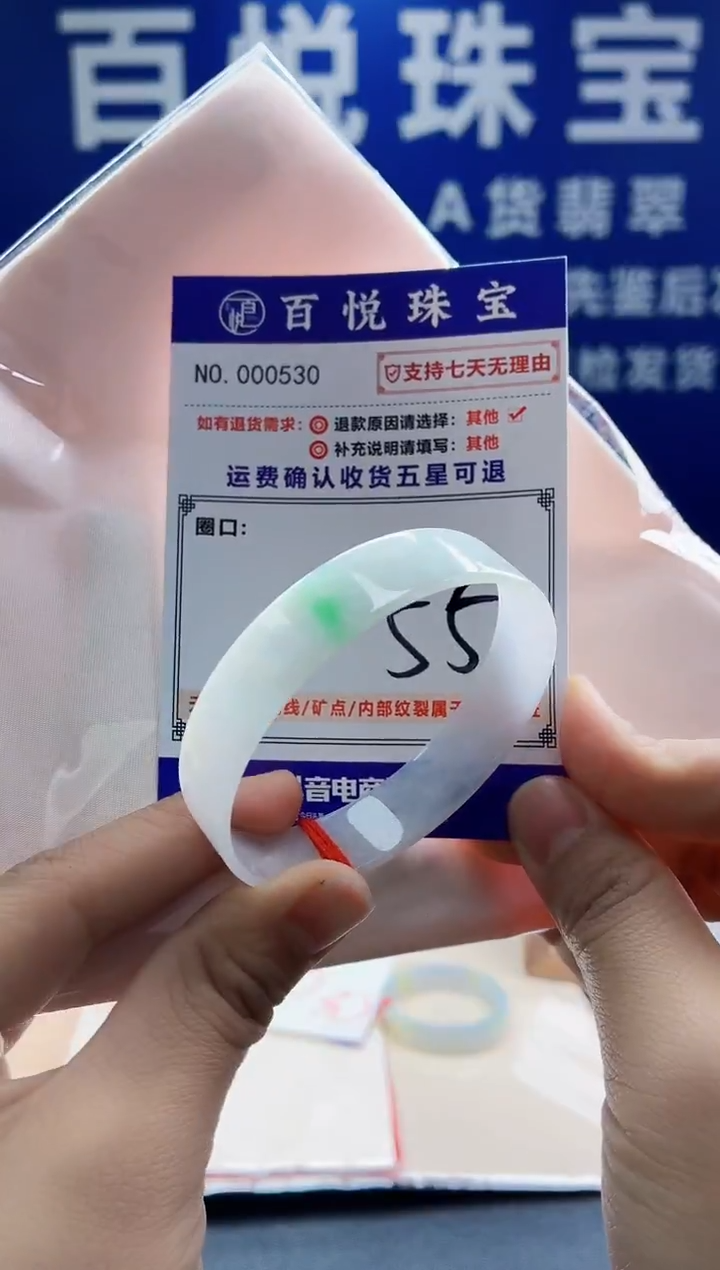 百悦珠宝
A货翡翠
先鉴后
检发货
百悦珠宝
NO. 000530
支持七天无理由
如有退货需求: 退款原因请选择: 其他
补充说明请填写: 其他
运费确认收货五星可退
圈口:
55
线/矿点/内部纹裂属
音电商